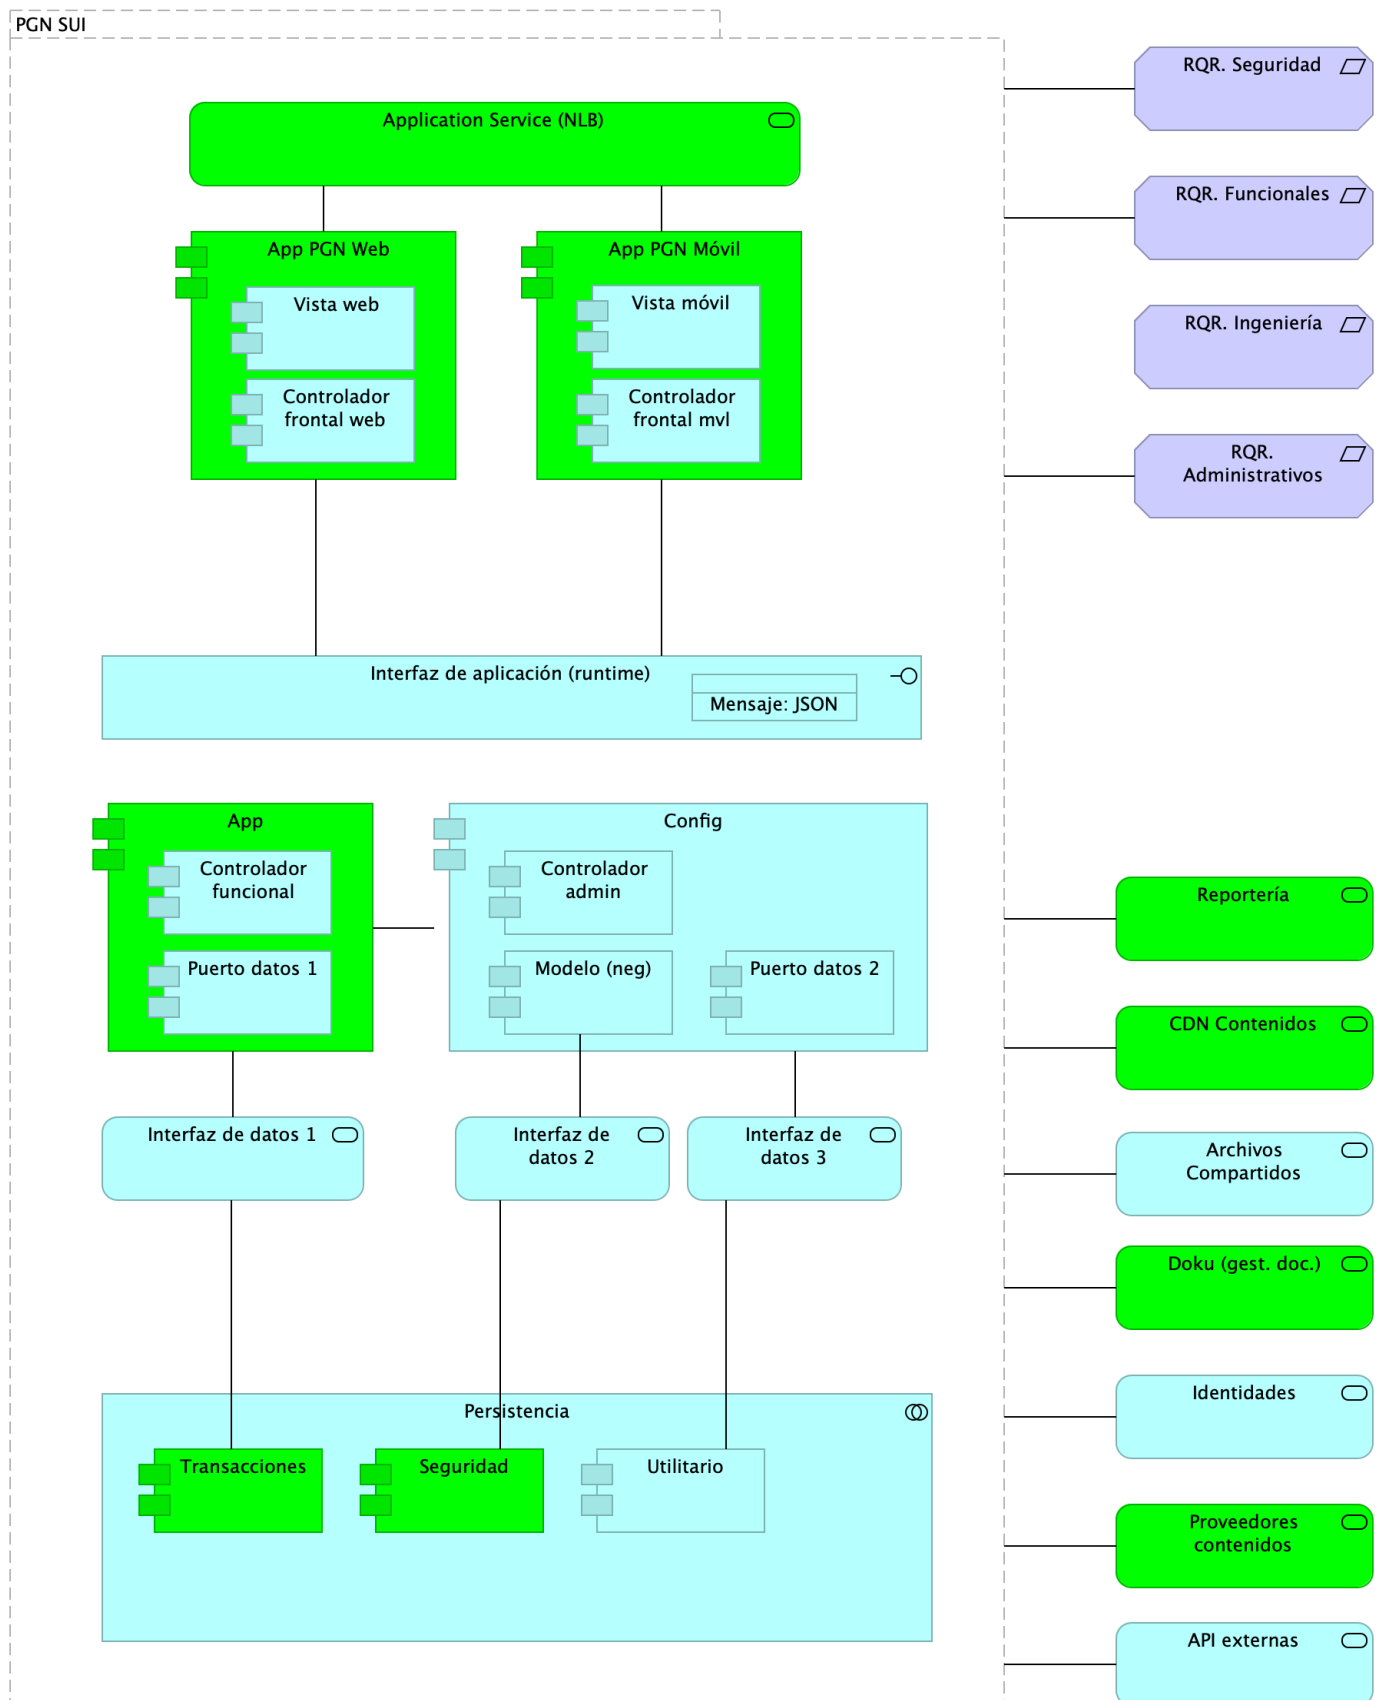 PGN SUI
Application Service (NLB)
App PGN Web
Vista web
Controlador
frontal web
App PGN Móvil
Vista móvil
Controlador
frontal mvl
Interfaz de aplicación (runtime)
Mensaje: JSON
App
Controlador
funcional
Puerto datos 1
Config
Controlador
admin
Modelo (neg)
Puerto datos 2
Interfaz de datos 1
Interfaz de
datos 2
Interfaz de
datos 3
Persistencia
Transacciones
Seguridad
Utilitario
RQR. Seguridad
RQR. Funcionales
RQR. Ingeniería
RQR.
Administrativos
Reportería
CDN Contenidos
Archivos
Compartidos
Doku (gest. doc.)
Identidades
Proveedores
contenidos
API externas